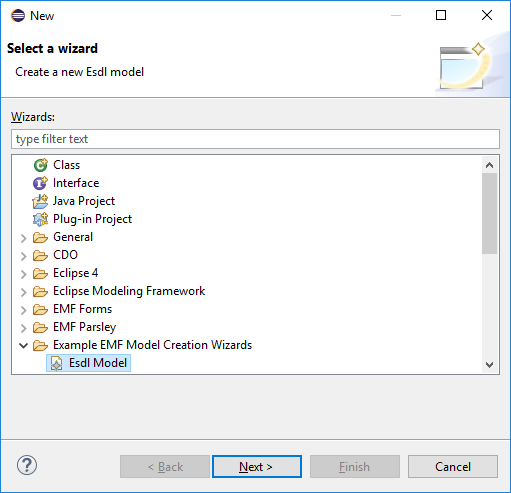 New
Select a wizard
Create a new Esdl model
Wizards:
type filter text
Class
Interface
Java Project
Plug-in Project
General
CDO
Eclipse 4
Eclipse Modeling Framework
EMF Forms
EMF Parsley
Example EMF Model Creation Wizards
Esdl Model
? < Back Next > Finish Cancel